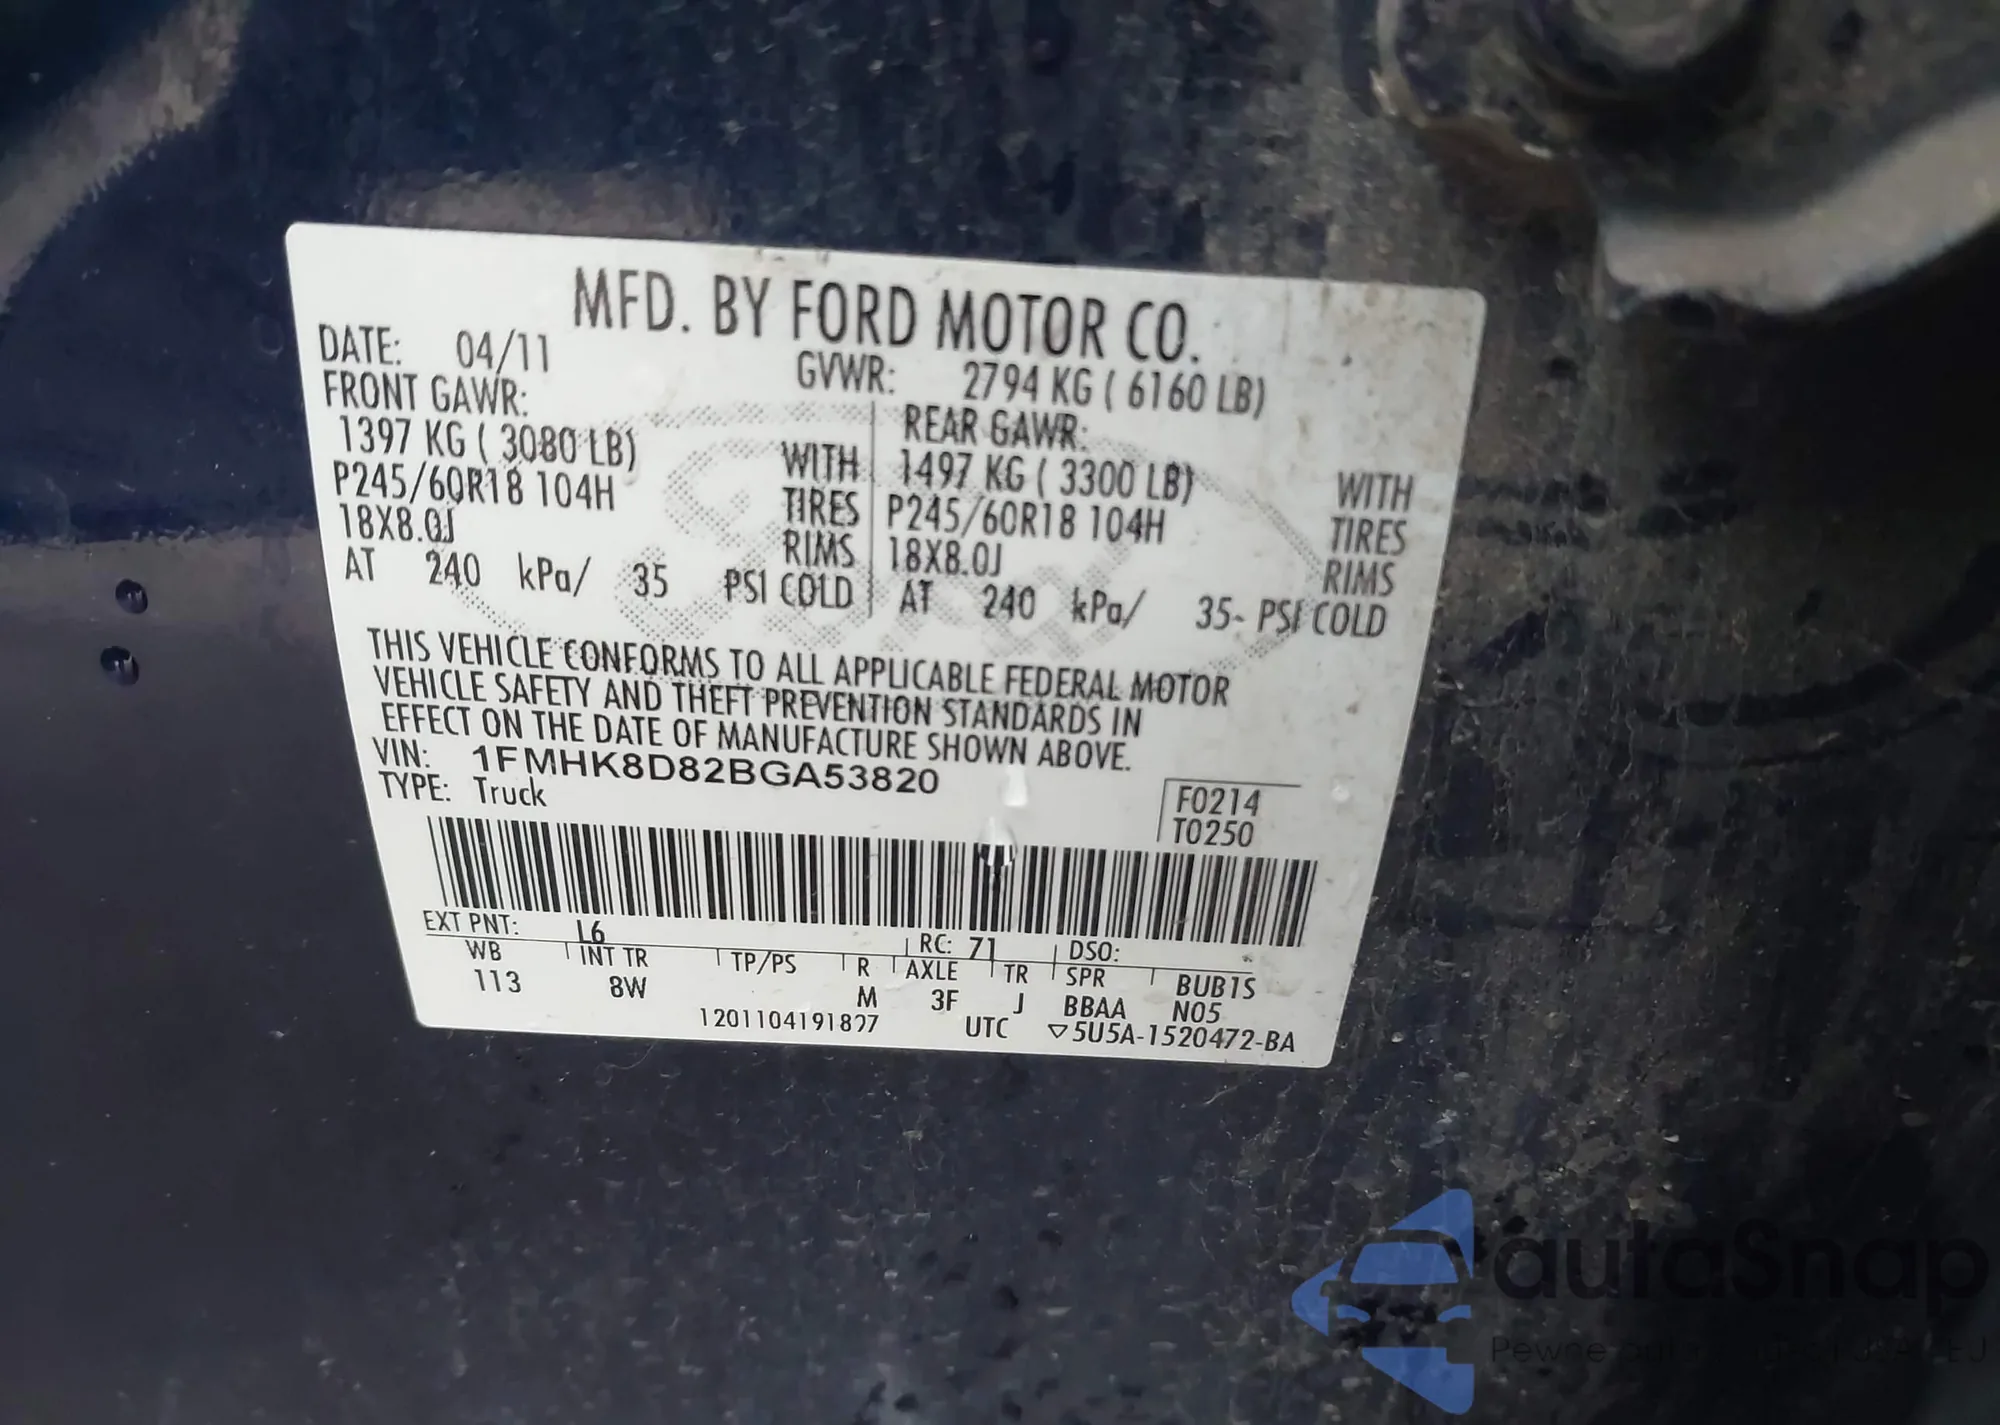 MFD. BY FORD MOTOR CO.
DATE: 04/11 GVWR: 2794 KG ( 6160 LB)
FRONT GAWR: REAR GAWR:
1397 KG ( 3080 LB) WITH 1497 KG ( 3300 LB) WITH
P245/60R18 104H TIRES P245/60R18 104H TIRES
18X8.0J RIMS 18X8.0J RIMS
AT 240 kPa/ 35 PSI COLD AT 240 kPa/ 35- PSI COLD
THIS VEHICLE CONFORMS TO ALL APPLICABLE FEDERAL MOTOR
VEHICLE SAFETY AND THEFT PREVENTION STANDARDS IN
EFFECT ON THE DATE OF MANUFACTURE SHOWN ABOVE.
VIN: 1FMHK8D82BGA53820
TYPE: Truck
F0214
T0250
EXT PNT: L6 RC: 71 DSO:
WB INT TR TP/PS R AXLE TR SPR BUB1S
113 8W M 3F J BBAA N05
1201104191827 UTC ▽5U5A-1520472-BA
autaSnap
Pewne auta